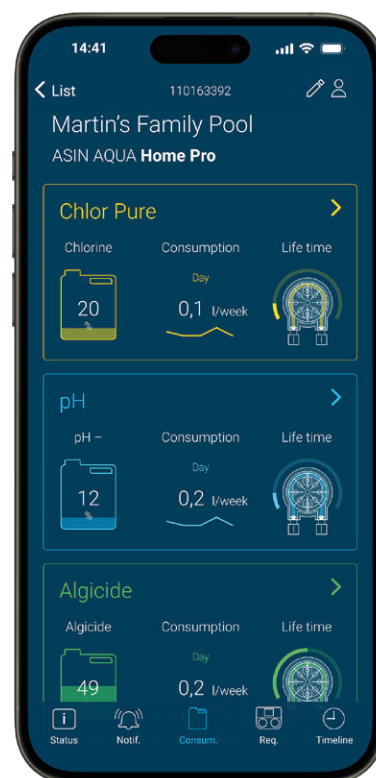 14:41
List 110163392
Martin's Family Pool
ASIN AQUA Home Pro
Chlor Pure
Chlorine Consumption Life time
Day
20 0,1 l/week
%
pH
pH – Consumption Life time
Day
12 0,2 l/week
%
Algicide
Algicide Consumption Life time
Day
49 0,2 l/week
i
Status Notif. Consum. Req. Timeline